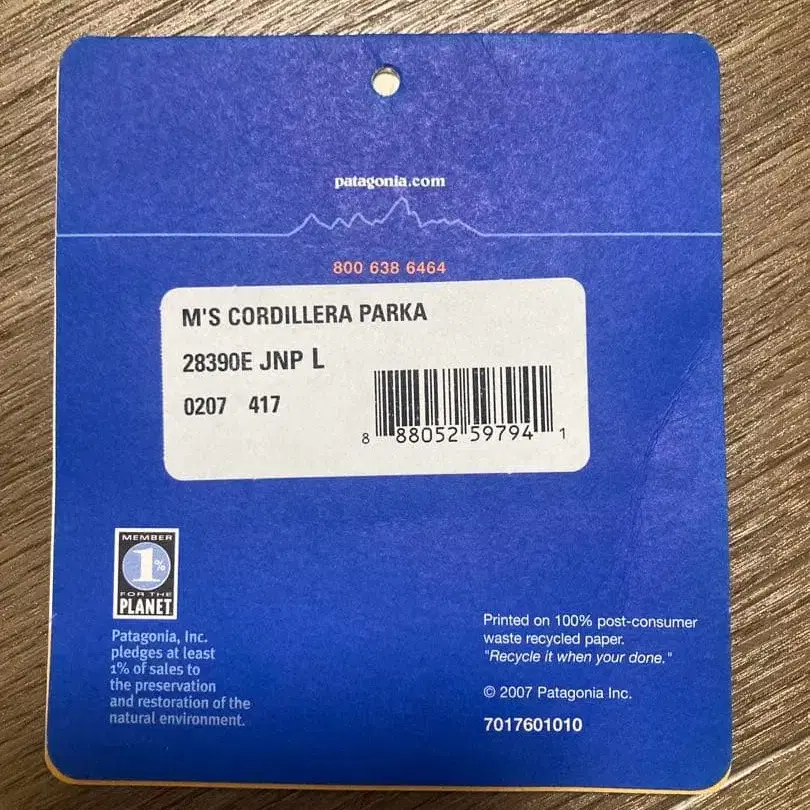 patagonia.com
800 638 6464
M'S CORDILLERA PARKA
28390E JNP L
0207 417
8 88052 59794 1
MEMBER
1%
FOR THE
PLANET
Patagonia, Inc.
pledges at least
1% of sales to
the preservation
and restoration of the
natural environment.
Printed on 100% post-consumer
waste recycled paper.
"Recycle it when your done."
© 2007 Patagonia Inc.
7017601010